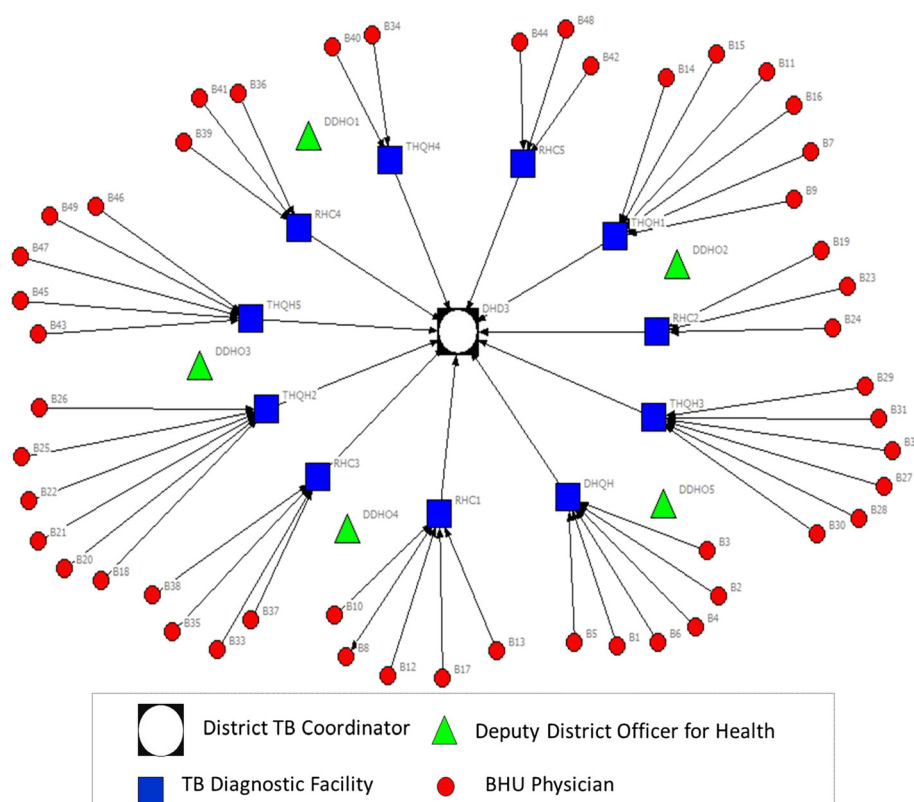 B34
B40
B48
B44
B42
B15
B14
B11
B16
B7
B9
B41
B36
B39
DDHO1
THQH4
RHC5
B46
B49
B47
B45
B43
RHC4
THQH1
DDHO2
B19
B23
B24
THQH5
DHD3
RHC2
DDHO3
B29
B31
B3
B27
B28
B30
THQH2
THQH3
B26
B25
B22
B21
B20
B18
RHC3
DDHO4
RHC1
DHQH
DDHO5
B3
B2
B4
B6
B1
B5
B38
B35
B33
B37
B10
B8
B12
B17
B13
District TB Coordinator
Deputy District Officer for Health
TB Diagnostic Facility
BHU Physician